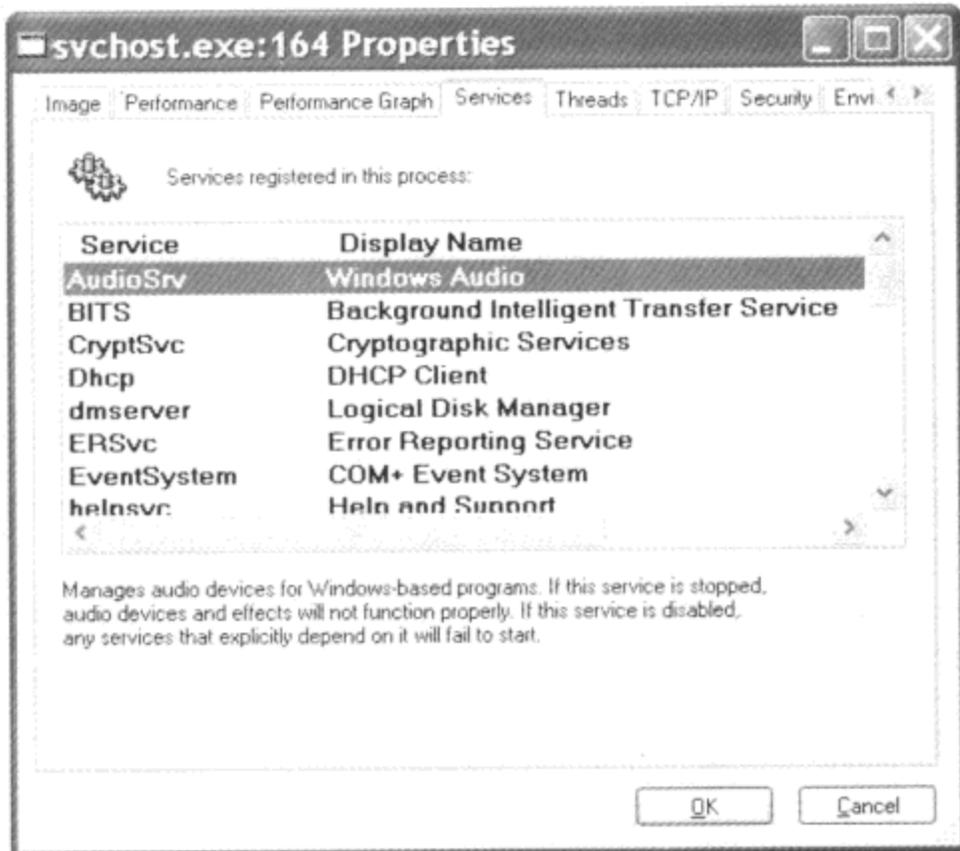 svchost.exe:164 Properties
Image Performance Performance Graph Services Threads TCP/IP Security Envi
Services registered in this process:
Service Display Name
AudioSrv Windows Audio
BITS Background Intelligent Transfer Service
CryptSvc Cryptographic Services
Dhcp DHCP Client
dmserver Logical Disk Manager
ERSvc Error Reporting Service
EventSystem COM+ Event System
helpsvc Help and Support
Manages audio devices for Windows-based programs. If this service is stopped,
audio devices and effects will not function properly. If this service is disabled,
any services that explicitly depend on it will fail to start.
OK Cancel